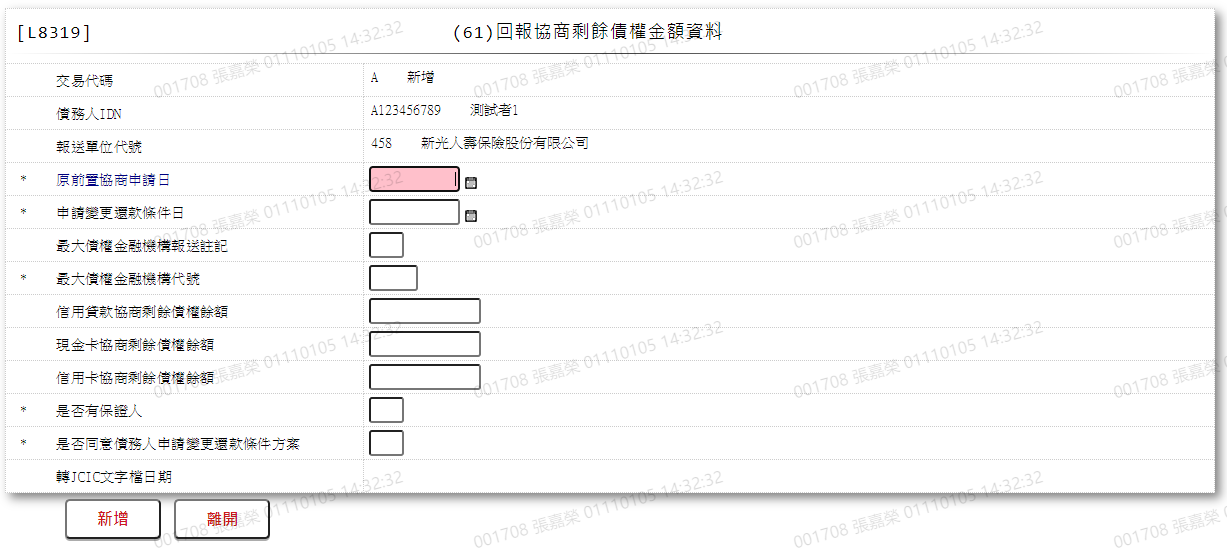 [L8319] (61)回報協商剩餘債權金額資料
交易代碼 A 新增
債務人IDN A123456789 測試者1
報送單位代號 458 新光人壽保險股份有限公司
* 原前置協商申請日
* 申請變更還款條件日
最大債權金融機構報送註記
* 最大債權金融機構代號
信用貸款協商剩餘債權餘額
現金卡協商剩餘債權餘額
信用卡協商剩餘債權餘額
* 是否有保證人
* 是否同意債務人申請變更還款條件方案
轉JCIC文字檔日期
新增 離開
001708 張嘉榮 01110105 14:32:32